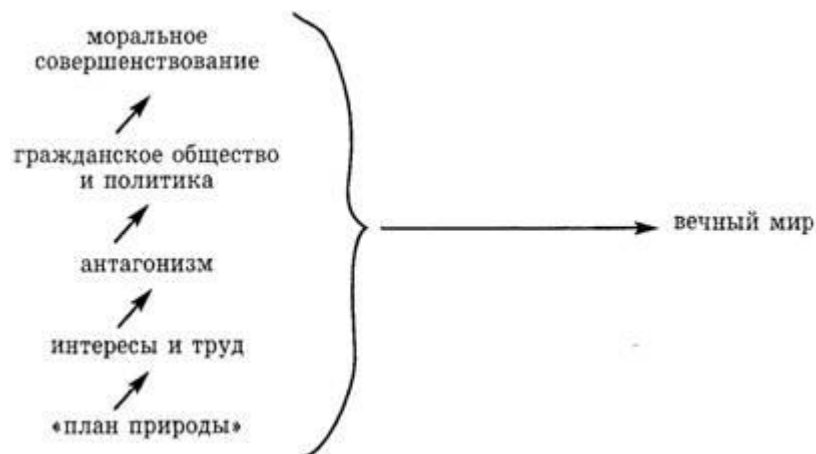 моральное
совершенствование
гражданское общество
и политика
антагонизм
интересы и труд
«план природы»
вечный мир